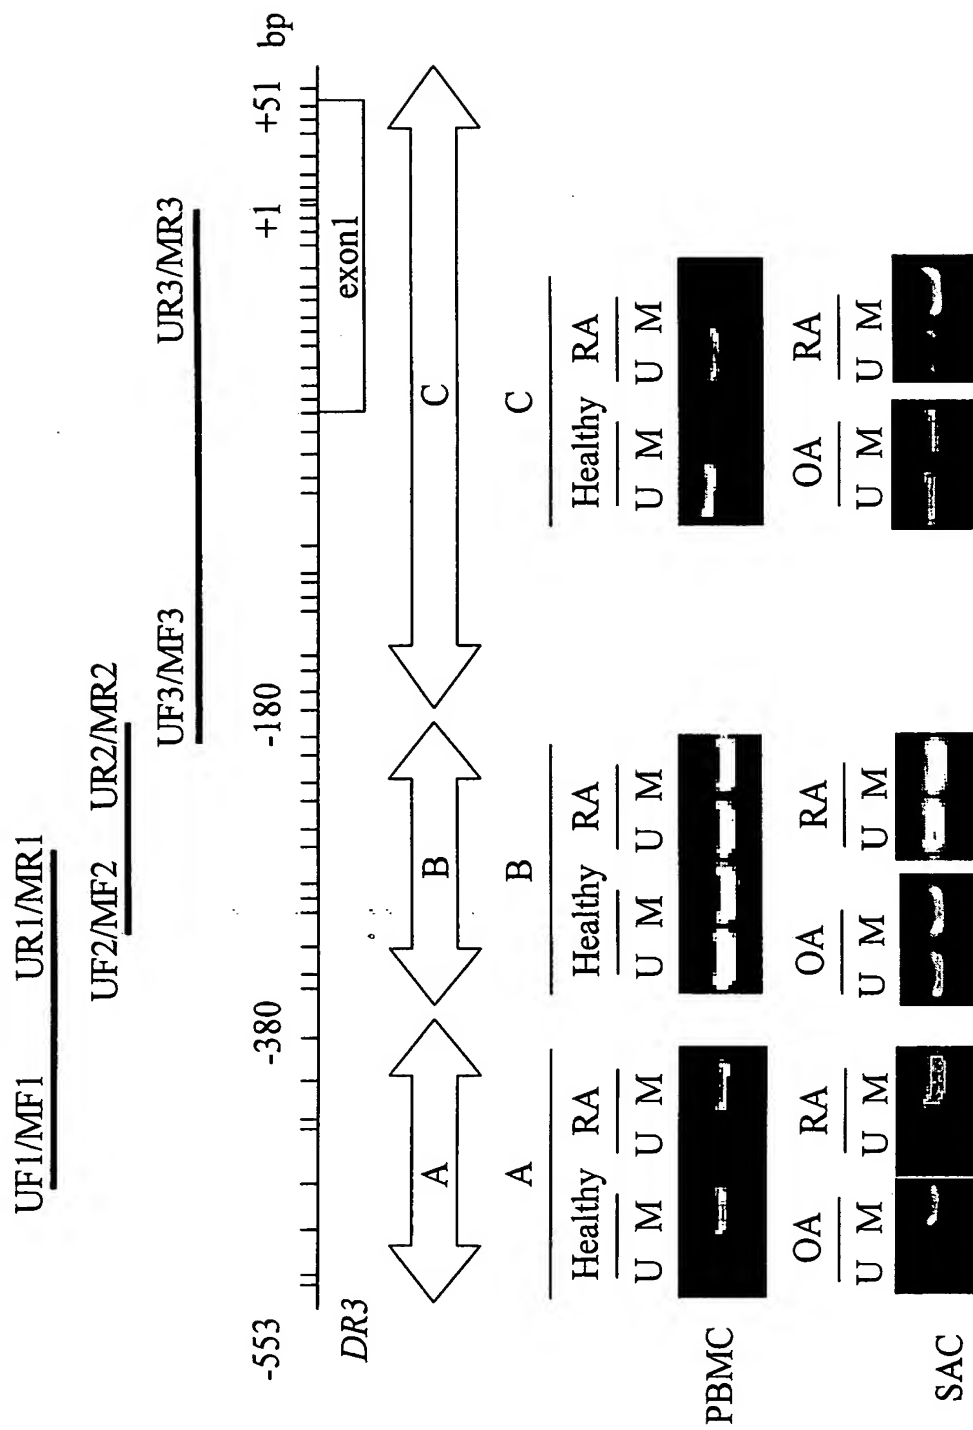 UF1/MF1 UR1/MR1
UF2/MF2 UR2/MR2
UF3/MF3 UR3/MR3
-553 -380 -180 +1 +51 bp
DR3 exon1
A B C
A B C
Healthy RA Healthy RA Healthy RA
U M U M U M U M U M U M
PBMC
OA RA OA RA OA RA
U M U M U M U M U M U M
SAC